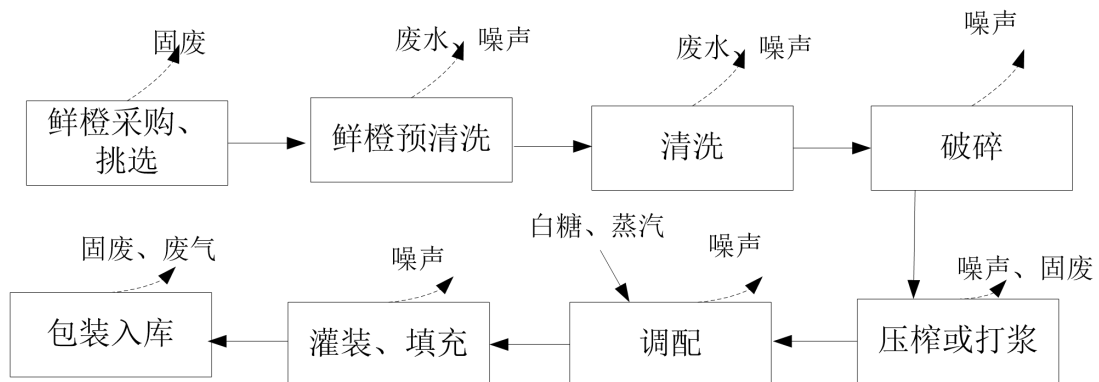 固废
废水、噪声
废水、噪声
噪声
鲜橙采购、
挑选
鲜橙预清洗
清洗
破碎
白糖、蒸汽
固废、废气
噪声
噪声
噪声、固废
包装入库
灌装、填充
调配
压榨或打浆